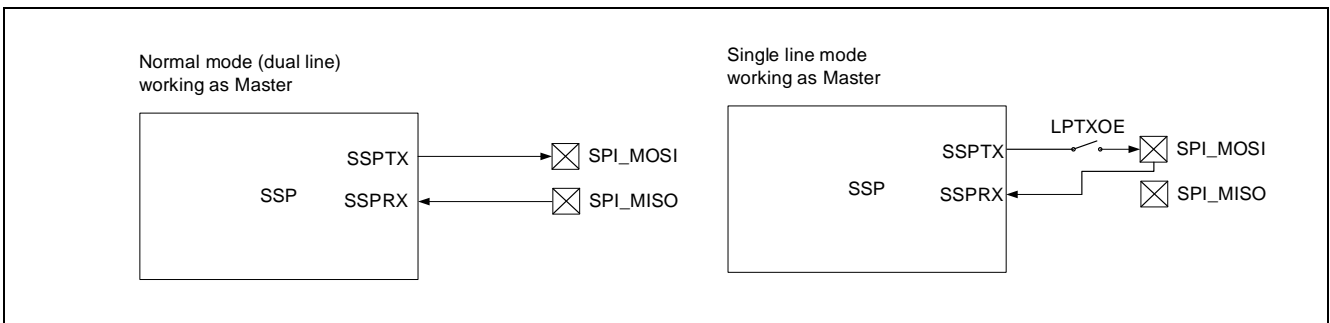 Normal mode (dual line)
working as Master
SSPTX
SPI_MOSI
SSP
SSPRX
SPI_MISO
Single line mode
working as Master
LPTXOE
SSPTX
SPI_MOSI
SSP
SSPRX
SPI_MISO